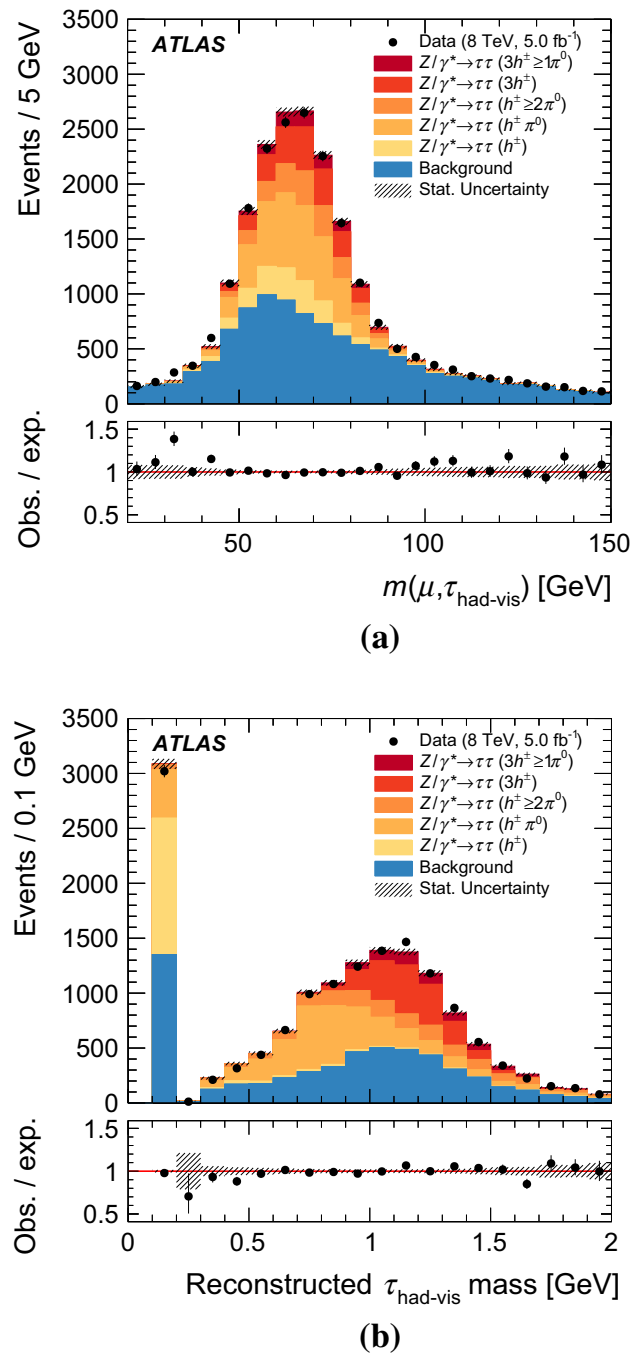 3500
3000
2500
2000
1500
1000
500
0
Events / 5 GeV
ATLAS
Data (8 TeV, 5.0 fb⁻¹)
Z/γ*→ττ (3h±≥1π⁰)
Z/γ*→ττ (3h±)
Z/γ*→ττ (h±≥2π⁰)
Z/γ*→ττ (h± π⁰)
Z/γ*→ττ (h±)
Background
Stat. Uncertainty
1.5
1
0.5
Obs. / exp.
50 100 150
m(μ,τhad-vis) [GeV]
(a)
3500
3000
2500
2000
1500
1000
500
0
Events / 0.1 GeV
ATLAS
Data (8 TeV, 5.0 fb⁻¹)
Z/γ*→ττ (3h±≥1π⁰)
Z/γ*→ττ (3h±)
Z/γ*→ττ (h±≥2π⁰)
Z/γ*→ττ (h± π⁰)
Z/γ*→ττ (h±)
Background
Stat. Uncertainty
1.5
1
0.5
Obs. / exp.
0 0.5 1 1.5 2
Reconstructed τhad-vis mass [GeV]
(b)